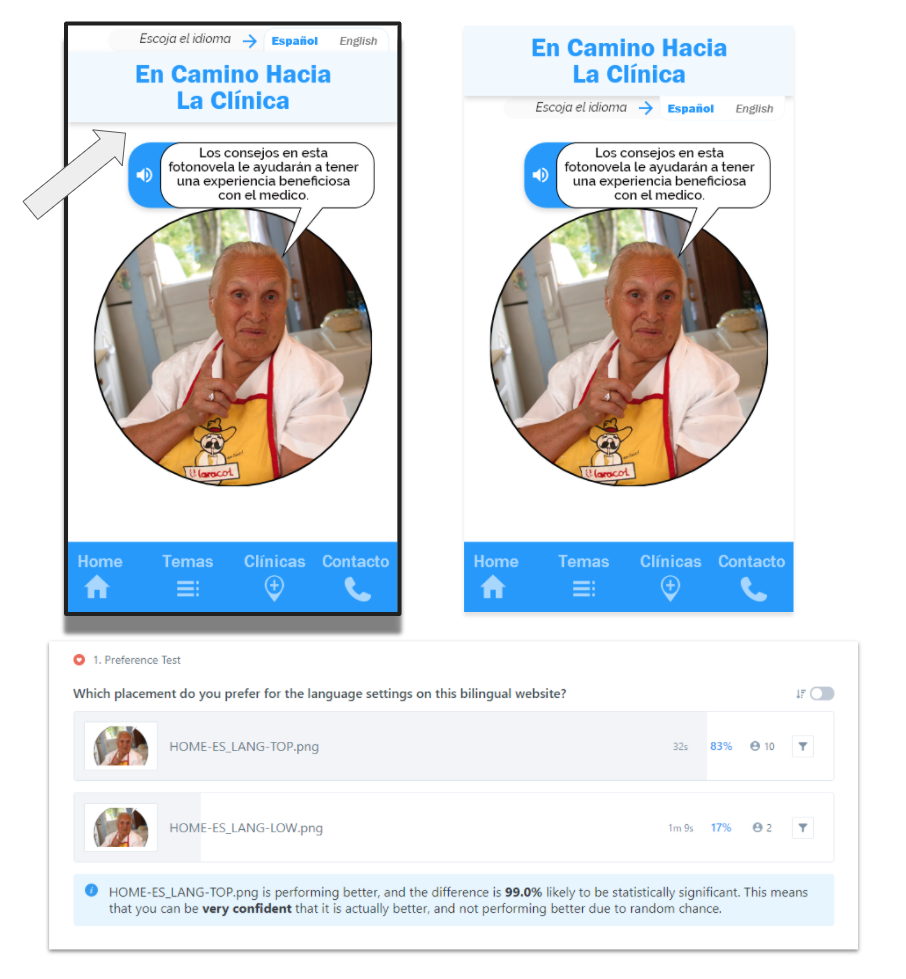 Escoja el idioma → Español English
En Camino Hacia
La Clínica
Los consejos en esta
fotonovela le ayudarán a tener
una experiencia beneficiosa
con el medico.
Home Temas Clínicas Contacto
En Camino Hacia
La Clínica
Escoja el idioma → Español English
Los consejos en esta
fotonovela le ayudarán a tener
una experiencia beneficiosa
con el medico.
Home Temas Clínicas Contacto
1. Preference Test
Which placement do you prefer for the language settings on this bilingual website?
HOME-ES_LANG-TOP.png 32s 83% 10
HOME-ES_LANG-LOW.png 1m 9s 17% 2
HOME-ES_LANG-TOP.png is performing better, and the difference is 99.0% likely to be statistically significant. This means
that you can be very confident that it is actually better, and not performing better due to random chance.